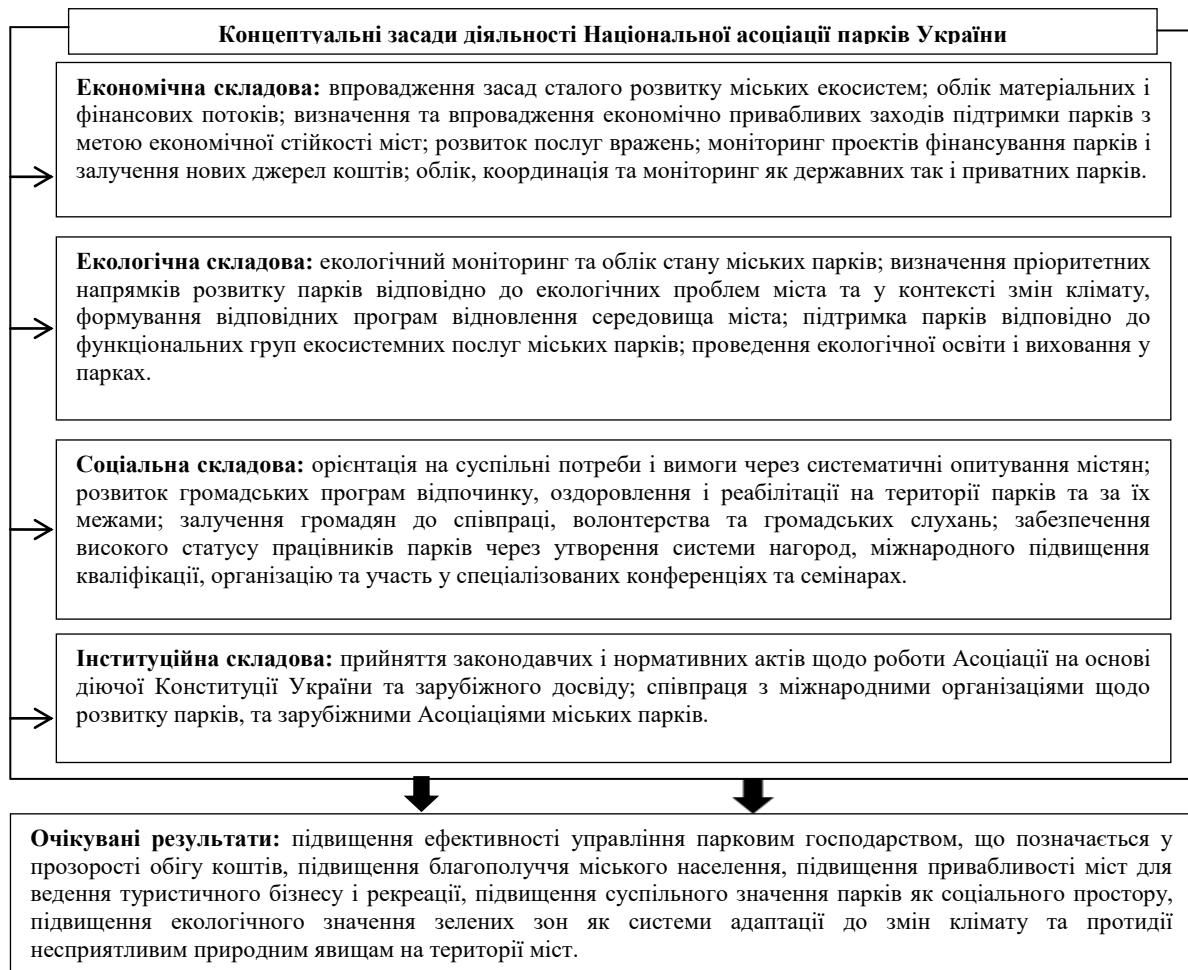 Концептуальні засади діяльності Національної асоціації парків України
Економічна складова: впровадження засад сталого розвитку міських екосистем; облік матеріальних і
фінансових потоків; визначення та впровадження економічно привабливих заходів підтримки парків з
метою економічної стійкості міст; розвиток послуг вражень; моніторинг проектів фінансування парків і
залучення нових джерел коштів; облік, координація та моніторинг як державних так і приватних парків.
Екологічна складова: екологічний моніторинг та облік стану міських парків; визначення пріоритетних
напрямків розвитку парків відповідно до екологічних проблем міста та у контексті змін клімату,
формування відповідних програм відновлення середовища міста; підтримка парків відповідно до
функціональних груп екосистемних послуг міських парків; проведення екологічної освіти і виховання у
парках.
Соціальна складова: орієнтація на суспільні потреби і вимоги через систематичні опитування містян;
розвиток громадських програм відпочинку, оздоровлення і реабілітації на території парків та за їх
межами; залучення громадян до співпраці, волонтерства та громадських слухань; забезпечення
високого статусу працівників парків через утворення системи нагород, міжнародного підвищення
кваліфікації, організацію та участь у спеціалізованих конференціях та семінарах.
Інституційна складова: прийняття законодавчих і нормативних актів щодо роботи Асоціації на основі
діючої Конституції України та зарубіжного досвіду; співпраця з міжнародними організаціями щодо
розвитку парків, та зарубіжними Асоціаціями міських парків.
Очікувані результати: підвищення ефективності управління парковим господарством, що позначається у
прозорості обігу коштів, підвищення благополуччя міського населення, підвищення привабливості міст для
ведення туристичного бізнесу і рекреації, підвищення суспільного значення парків як соціального простору,
підвищення екологічного значення зелених зон як системи адаптації до змін клімату та протидії
несприятливим природним явищам на території міст.